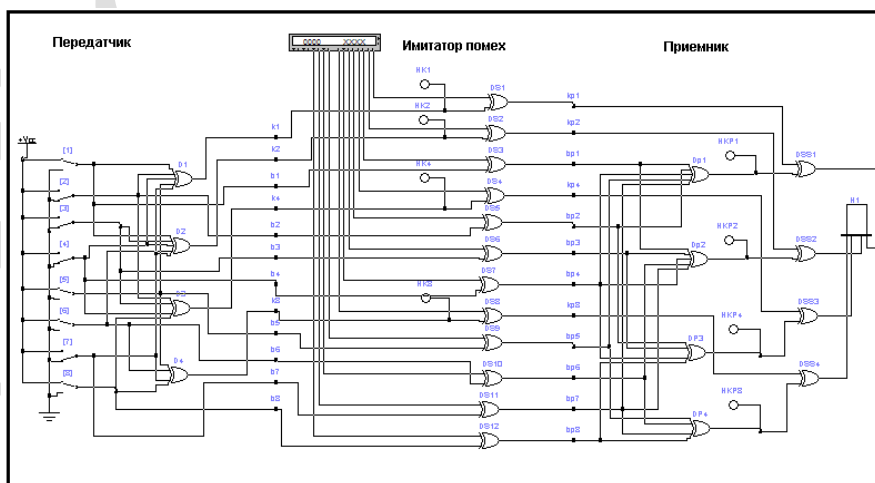 Передатчик
Имитатор помех
Приемник
+Vcc
[1]
[2]
[3]
[4]
[5]
[6]
[7]
[8]
D1
D2
D3
D4
k1
k2
b1
k4
b2
b3
b4
k8
b5
b6
b7
b8
HK1
HK2
HK4
HK8
DS1
DS2
DS3
DS4
DS5
DS6
DS7
DS8
DS9
DS10
DS11
DS12
kp1
kp2
bp1
kp4
bp2
bp3
bp4
kp8
bp5
bp6
bp7
bp8
Dp1
Dp2
DP3
DP4
HKP1
HKP2
HKP4
HKP8
DSS1
DSS2
DSS3
DSS4
H1